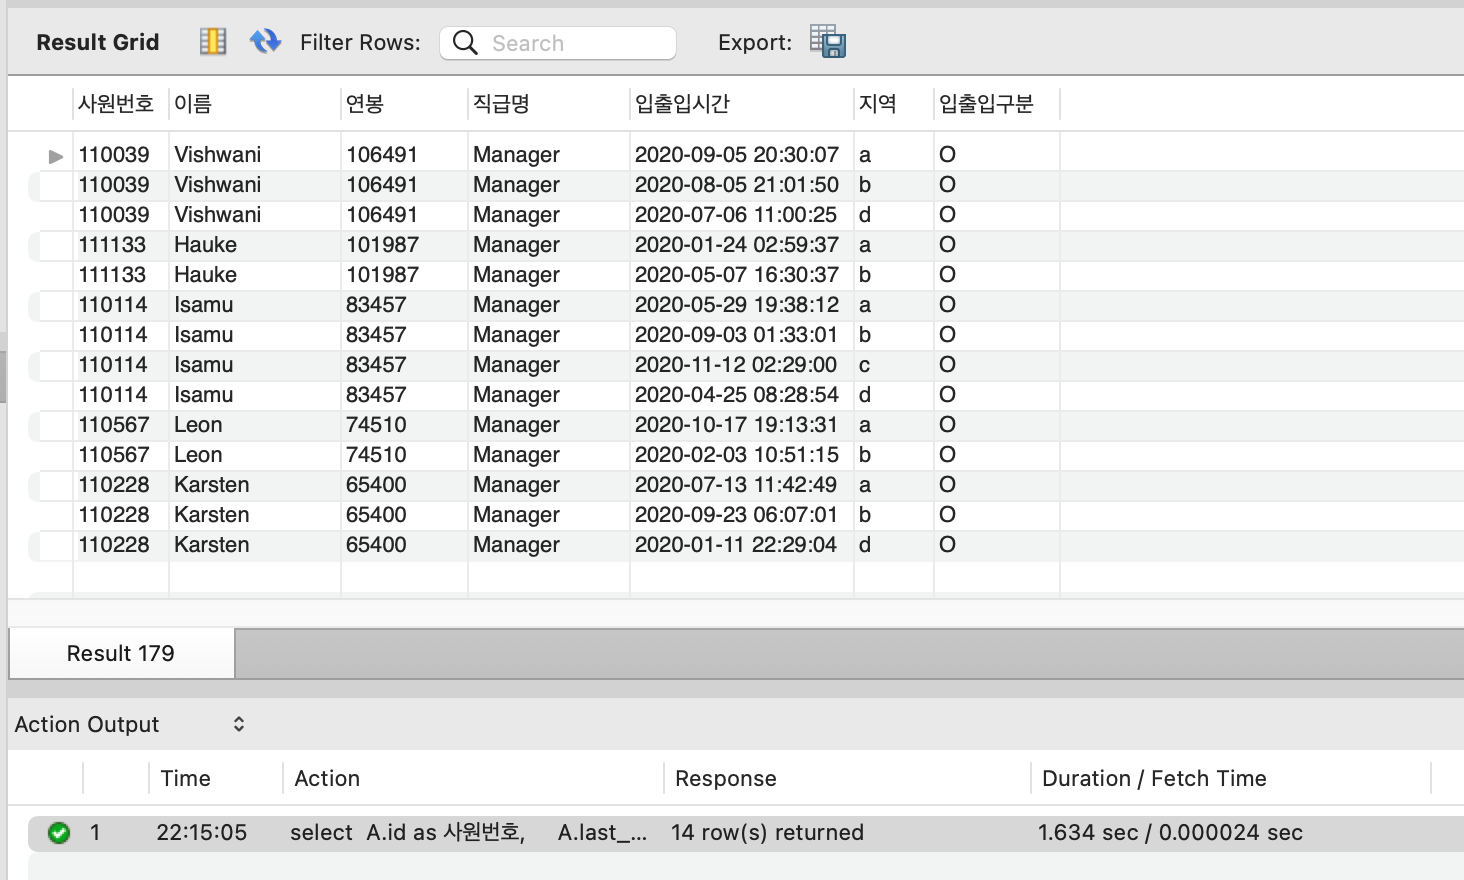 Result Grid Filter Rows: Search Export:
사원번호 이름 연봉 직급명 입출입시간 지역 입출입구분
110039 Vishwani 106491 Manager 2020-09-05 20:30:07 a O
110039 Vishwani 106491 Manager 2020-08-05 21:01:50 b O
110039 Vishwani 106491 Manager 2020-07-06 11:00:25 d O
111133 Hauke 101987 Manager 2020-01-24 02:59:37 a O
111133 Hauke 101987 Manager 2020-05-07 16:30:37 b O
110114 Isamu 83457 Manager 2020-05-29 19:38:12 a O
110114 Isamu 83457 Manager 2020-09-03 01:33:01 b O
110114 Isamu 83457 Manager 2020-11-12 02:29:00 c O
110114 Isamu 83457 Manager 2020-04-25 08:28:54 d O
110567 Leon 74510 Manager 2020-10-17 19:13:31 a O
110567 Leon 74510 Manager 2020-02-03 10:51:15 b O
110228 Karsten 65400 Manager 2020-07-13 11:42:49 a O
110228 Karsten 65400 Manager 2020-09-23 06:07:01 b O
110228 Karsten 65400 Manager 2020-01-11 22:29:04 d O
Result 179
Action Output
Time Action Response Duration / Fetch Time
1 22:15:05 select A.id as 사원번호, A.last_... 14 row(s) returned 1.634 sec / 0.000024 sec